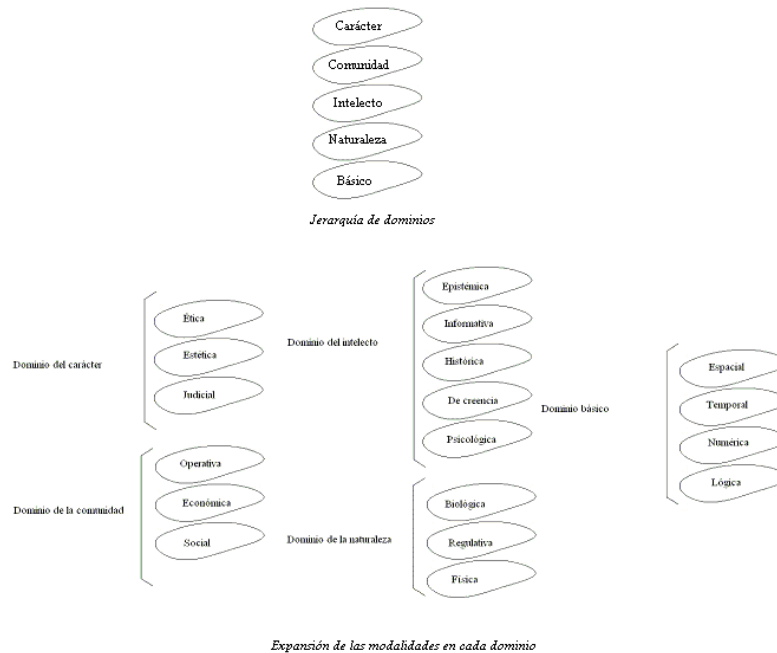 Carácter
Comunidad
Intelecto
Naturaleza
Básico
Jerarquía de dominios
Dominio del carácter
Ética
Estética
Judicial
Dominio de la comunidad
Operativa
Económica
Social
Dominio del intelecto
Epistémica
Informativa
Histórica
De creencia
Psicológica
Dominio de la naturaleza
Biológica
Regulativa
Física
Dominio básico
Espacial
Temporal
Numérica
Lógica
Expansión de las modalidades en cada dominio